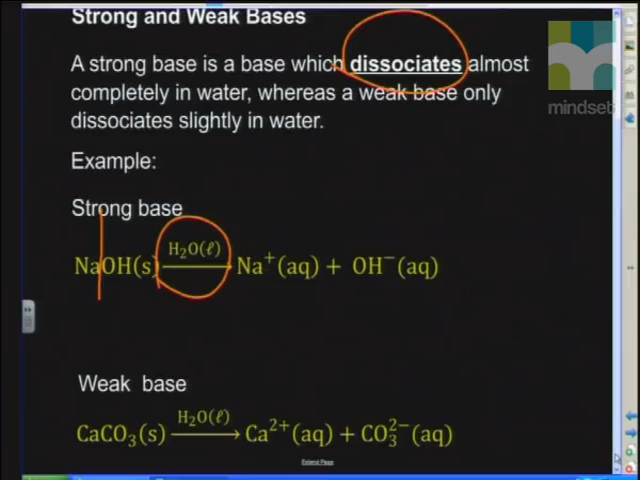 Strong and Weak Bases
A strong base is a base which dissociates almost
completely in water, whereas a weak base only
dissociates slightly in water.
Example:
Strong base
NaOH(s) H₂O(ℓ)⟶ Na⁺(aq) + OH⁻(aq)
Weak base
CaCO₃(s) H₂O(ℓ)⟶ Ca²⁺(aq) + CO₃²⁻(aq)
Extend Page
mindset